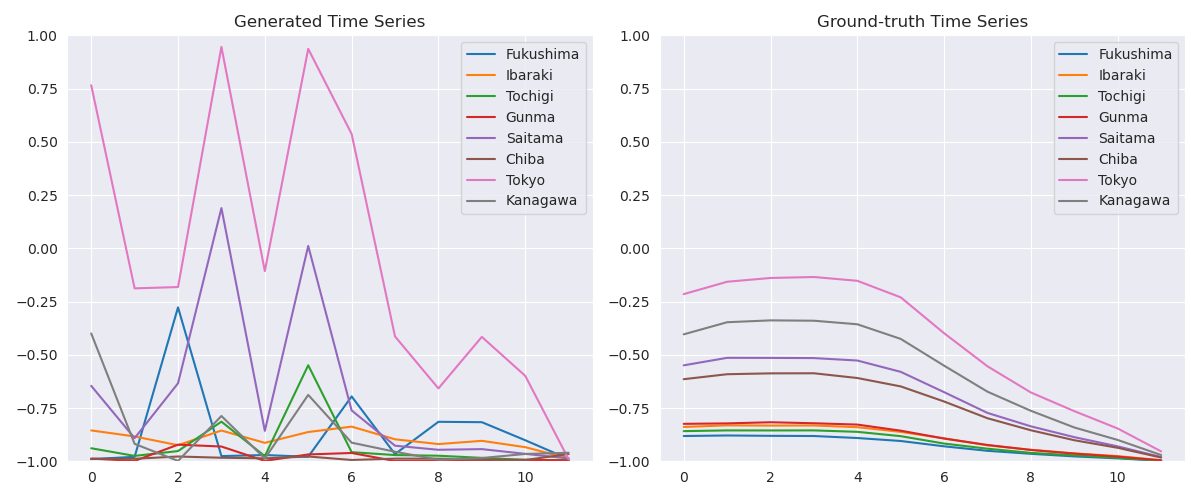 Generated Time Series
1.00
0.75
0.50
0.25
0.00
−0.25
−0.50
−0.75
−1.00
0 2 4 6 8 10
Fukushima
Ibaraki
Tochigi
Gunma
Saitama
Chiba
Tokyo
Kanagawa
Ground-truth Time Series
1.00
0.75
0.50
0.25
0.00
−0.25
−0.50
−0.75
−1.00
0 2 4 6 8 10
Fukushima
Ibaraki
Tochigi
Gunma
Saitama
Chiba
Tokyo
Kanagawa